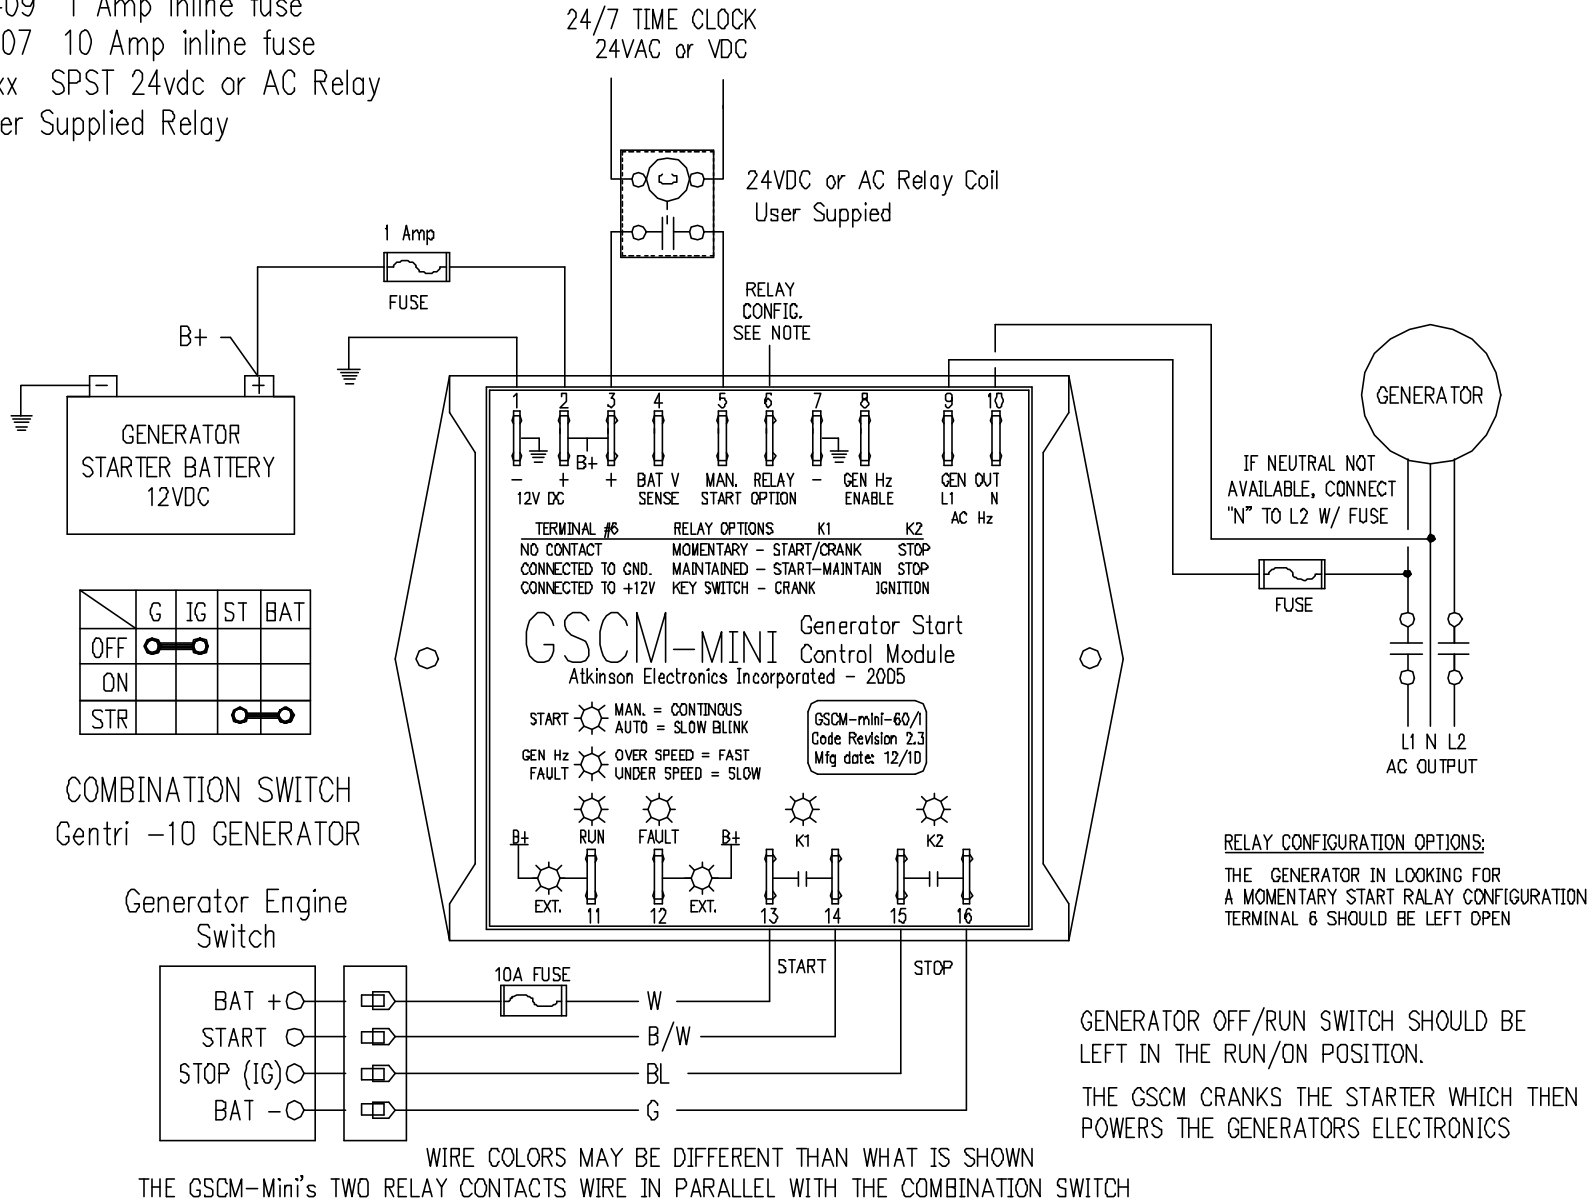 -09 1 Amp inline fuse
07 10 Amp inline fuse
xx SPST 24vdc or AC Relay
er Supplied Relay
24/7 TIME CLOCK
24VAC or VDC
24VDC or AC Relay Coil
User Suppied
1 Amp
FUSE
B+
RELAY
CONFIG.
SEE NOTE
- +
GENERATOR
STARTER BATTERY
12VDC
GENERATOR
IF NEUTRAL NOT
AVAILABLE, CONNECT
"N" TO L2 W/ FUSE
FUSE
L1 N L2
AC OUTPUT
1 2 3 4 5 6 7 8 9 10
B+
- + + BAT V MAN. RELAY - GEN Hz GEN OUT
12V DC SENSE START OPTION ENABLE L1 N
AC Hz
TERMINAL #6 RELAY OPTIONS K1 K2
NO CONTACT MOMENTARY - START/CRANK STOP
CONNECTED TO GND. MAINTAINED - START-MAINTAIN STOP
CONNECTED TO +12V KEY SWITCH - CRANK IGNITION
GSCM-MINI Generator Start
Control Module
Atkinson Electronics Incorporated - 2005
START MAN. = CONTINOUS
AUTO = SLOW BLINK
GEN Hz OVER SPEED = FAST
FAULT UNDER SPEED = SLOW
GSCM-mini-60/1
Code Revision 2.3
Mfg date: 12/10
B+ RUN FAULT B+ K1 K2
EXT. EXT.
11 12 13 14 15 16
G IG ST BAT
OFF
ON
STR
COMBINATION SWITCH
Gentri -10 GENERATOR
Generator Engine
Switch
BAT +
START
STOP (IG)
BAT -
10A FUSE
START STOP
W
B/W
BL
G
RELAY CONFIGURATION OPTIONS:
THE GENERATOR IN LOOKING FOR
A MOMENTARY START RALAY CONFIGURATION
TERMINAL 6 SHOULD BE LEFT OPEN
GENERATOR OFF/RUN SWITCH SHOULD BE
LEFT IN THE RUN/ON POSITION.
THE GSCM CRANKS THE STARTER WHICH THEN
POWERS THE GENERATORS ELECTRONICS
WIRE COLORS MAY BE DIFFERENT THAN WHAT IS SHOWN
THE GSCM-Mini's TWO RELAY CONTACTS WIRE IN PARALLEL WITH THE COMBINATION SWITCH